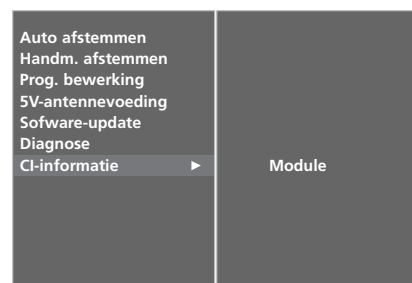 Auto afstemmen
Handm. afstemmen
Prog. bewerking
5V-antennevoeding
Sofware-update
Diagnose
CI-informatie ► Module